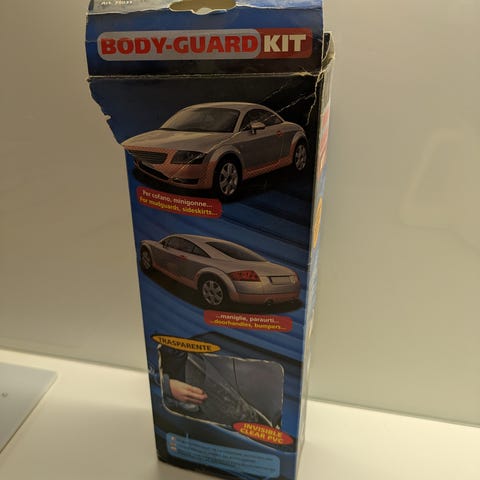 BODY-GUARD KIT
Per cofano, minigonne...
For mudguards, sideskirts...
...maniglie, paraurti...
...doorhandles, bumpers...
TRASPARENTE
INVISIBLE
CLEAR PVC